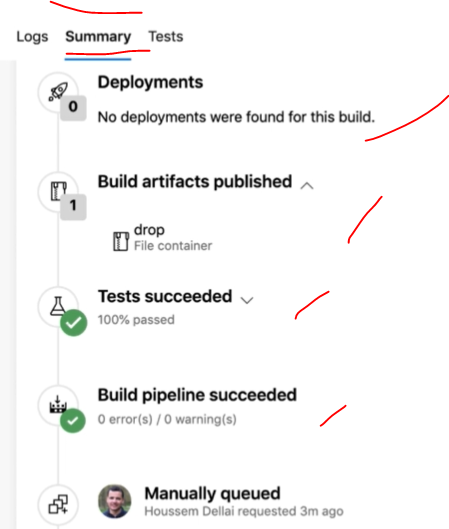 Logs Summary Tests
Deployments
0
No deployments were found for this build.
Build artifacts published
1
drop
File container
Tests succeeded
100% passed
Build pipeline succeeded
0 error(s) / 0 warning(s)
Manually queued
Houssem Dellai requested 3m ago